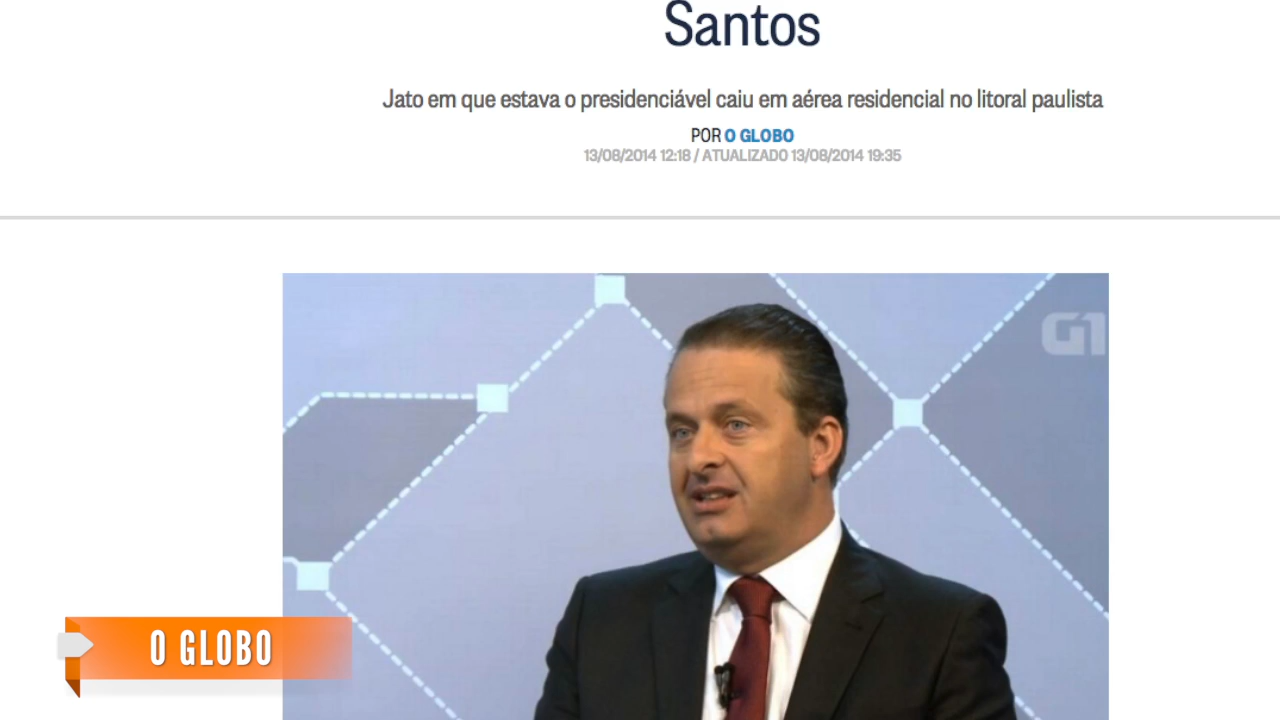 Santos
Jato em que estava o presidenciável caiu em aérea residencial no litoral paulista
POR O GLOBO
13/08/2014 12:18 / ATUALIZADO 13/08/2014 19:35
G1
O GLOBO